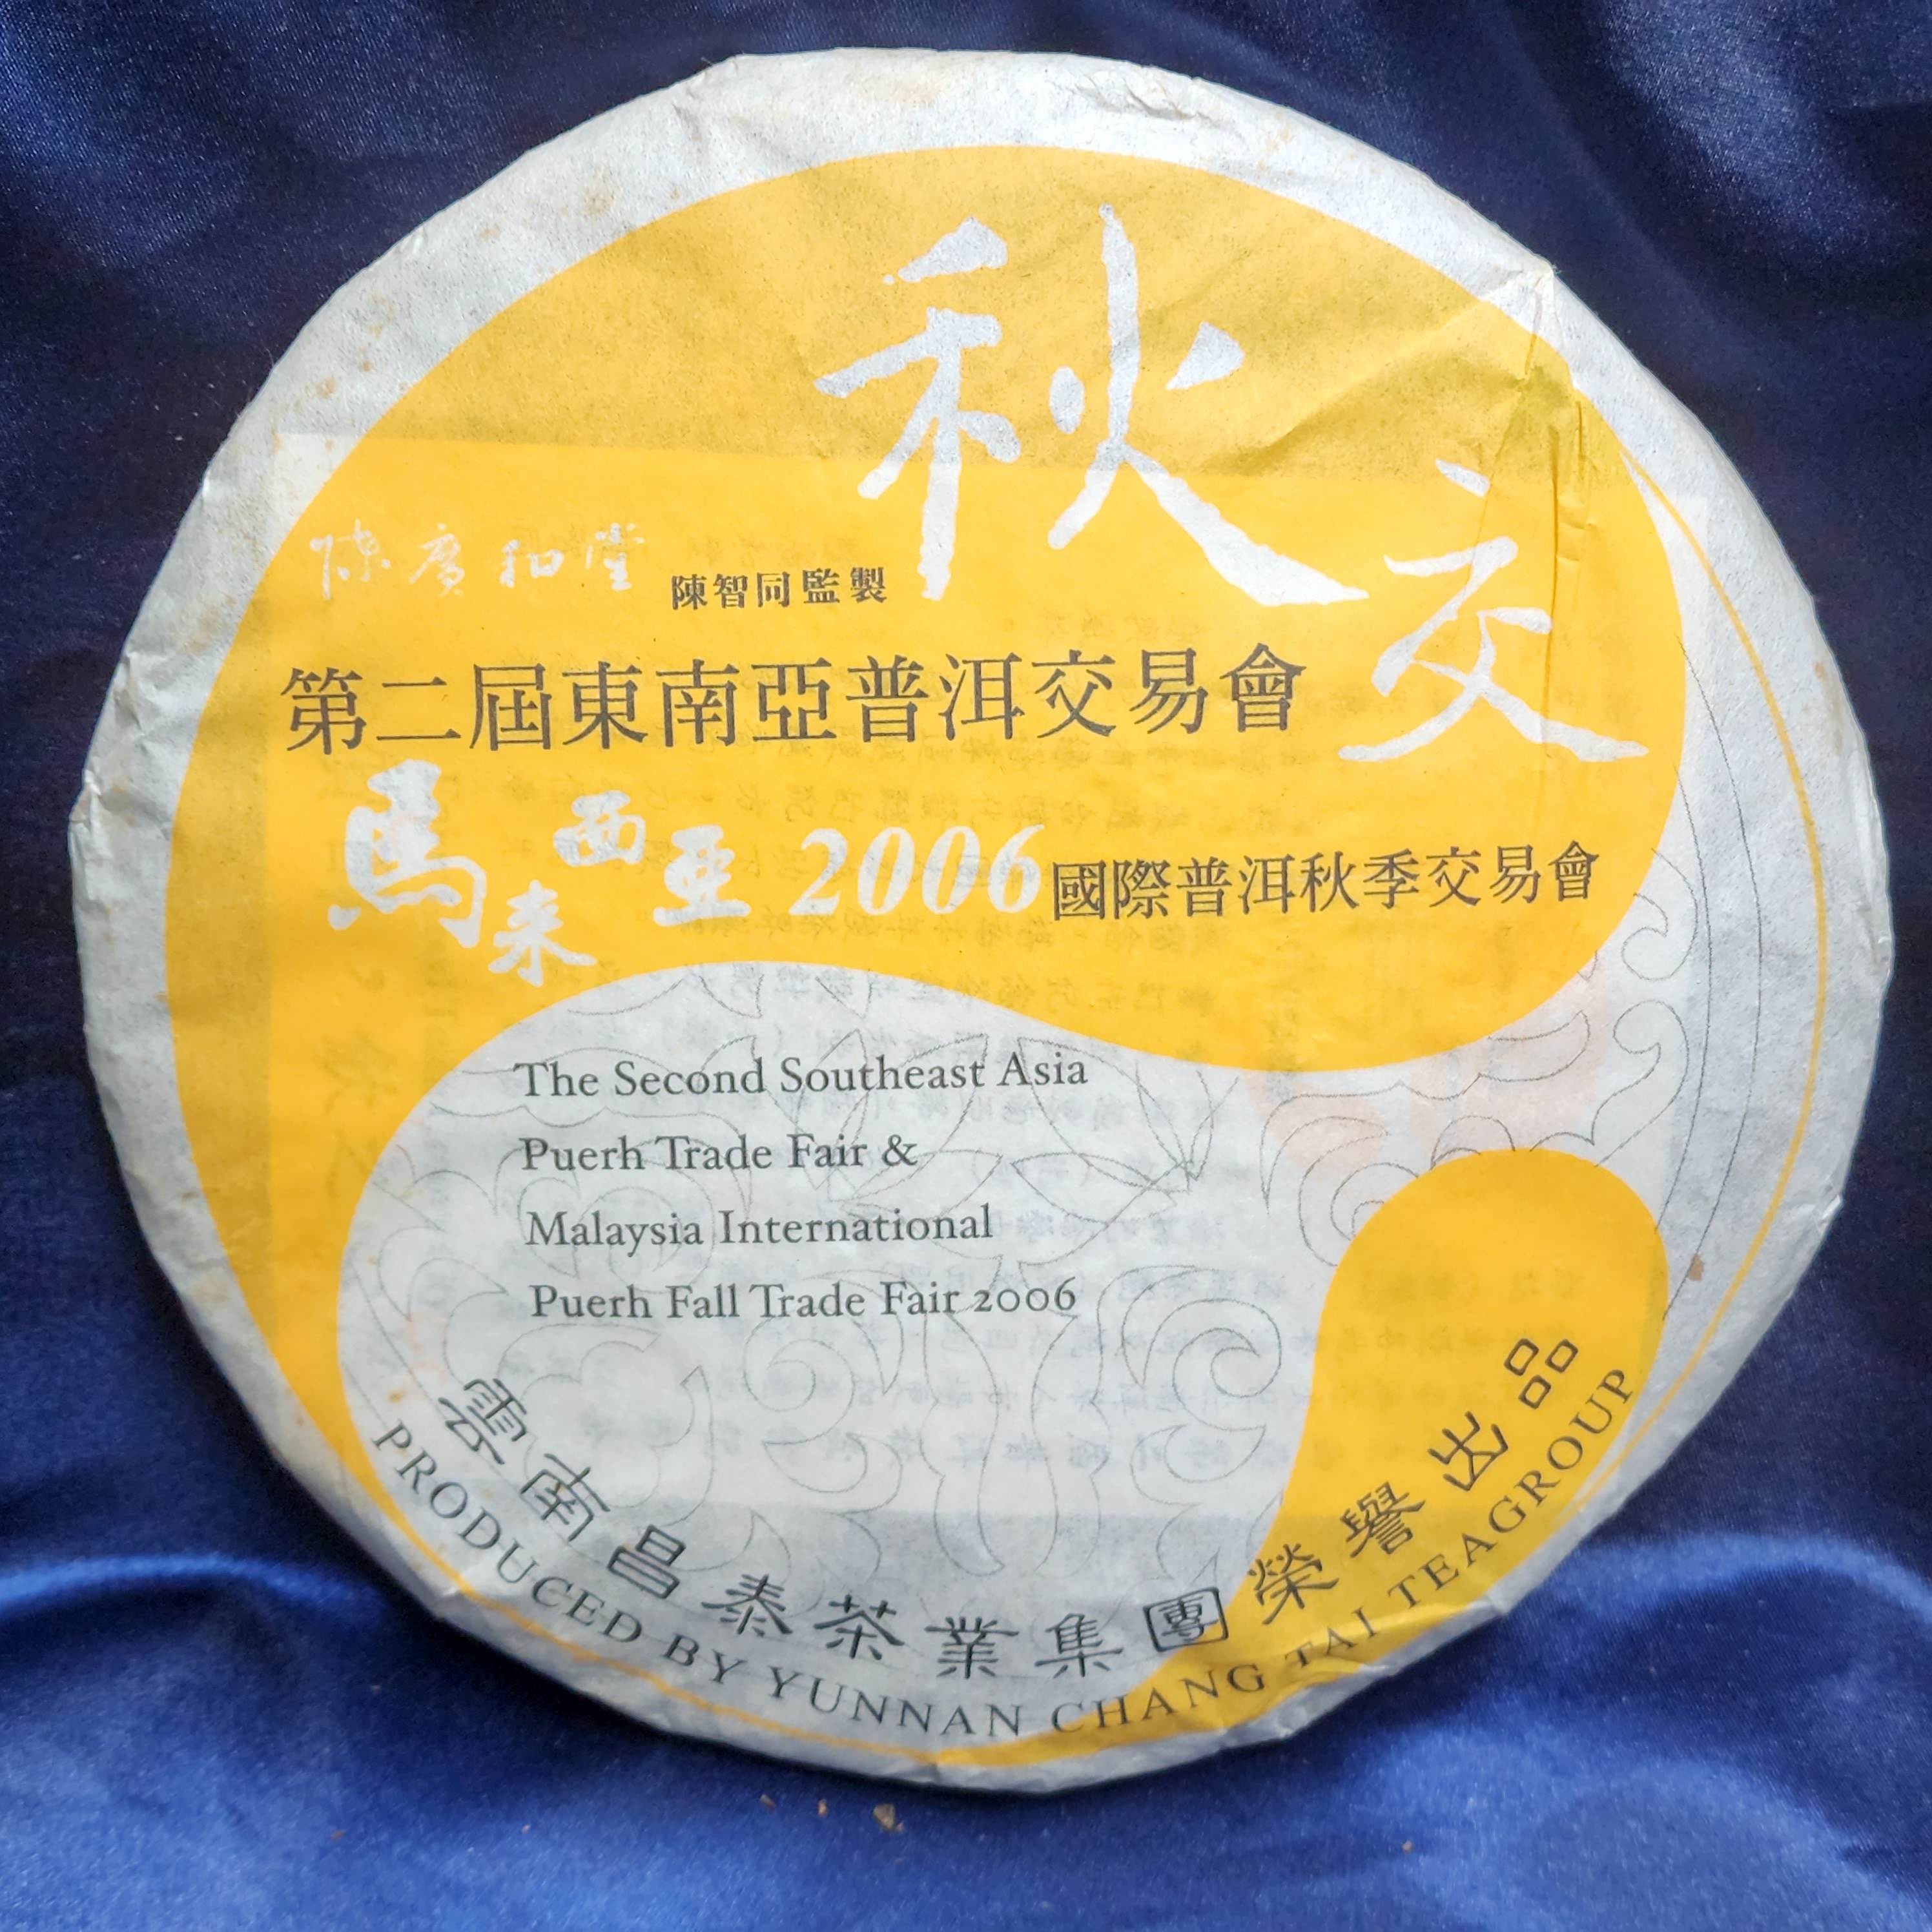 秋交
陳廣和堂 陳智同監製
第二屆東南亞普洱交易會
馬来西亞2006國際普洱秋季交易會
The Second Southeast Asia
Puerh Trade Fair &
Malaysia International
Puerh Fall Trade Fair 2006
雲南昌泰茶業集團榮譽出品
PRODUCED BY YUNNAN CHANG TAI TEAGROUP